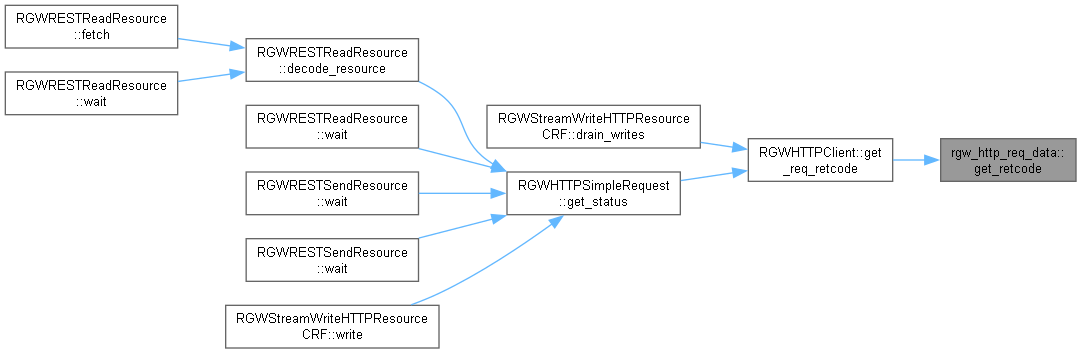 RGWRESTReadResource
::fetch
RGWRESTReadResource
::wait
RGWRESTReadResource
::decode_resource
RGWRESTReadResource
::wait
RGWRESTSendResource
::wait
RGWRESTSendResource
::wait
RGWStreamWriteHTTPResource
CRF::write
RGWStreamWriteHTTPResource
CRF::drain_writes
RGWHTTPSimpleRequest
::get_status
RGWHTTPClient::get
_req_retcode
rgw_http_req_data::
get_retcode